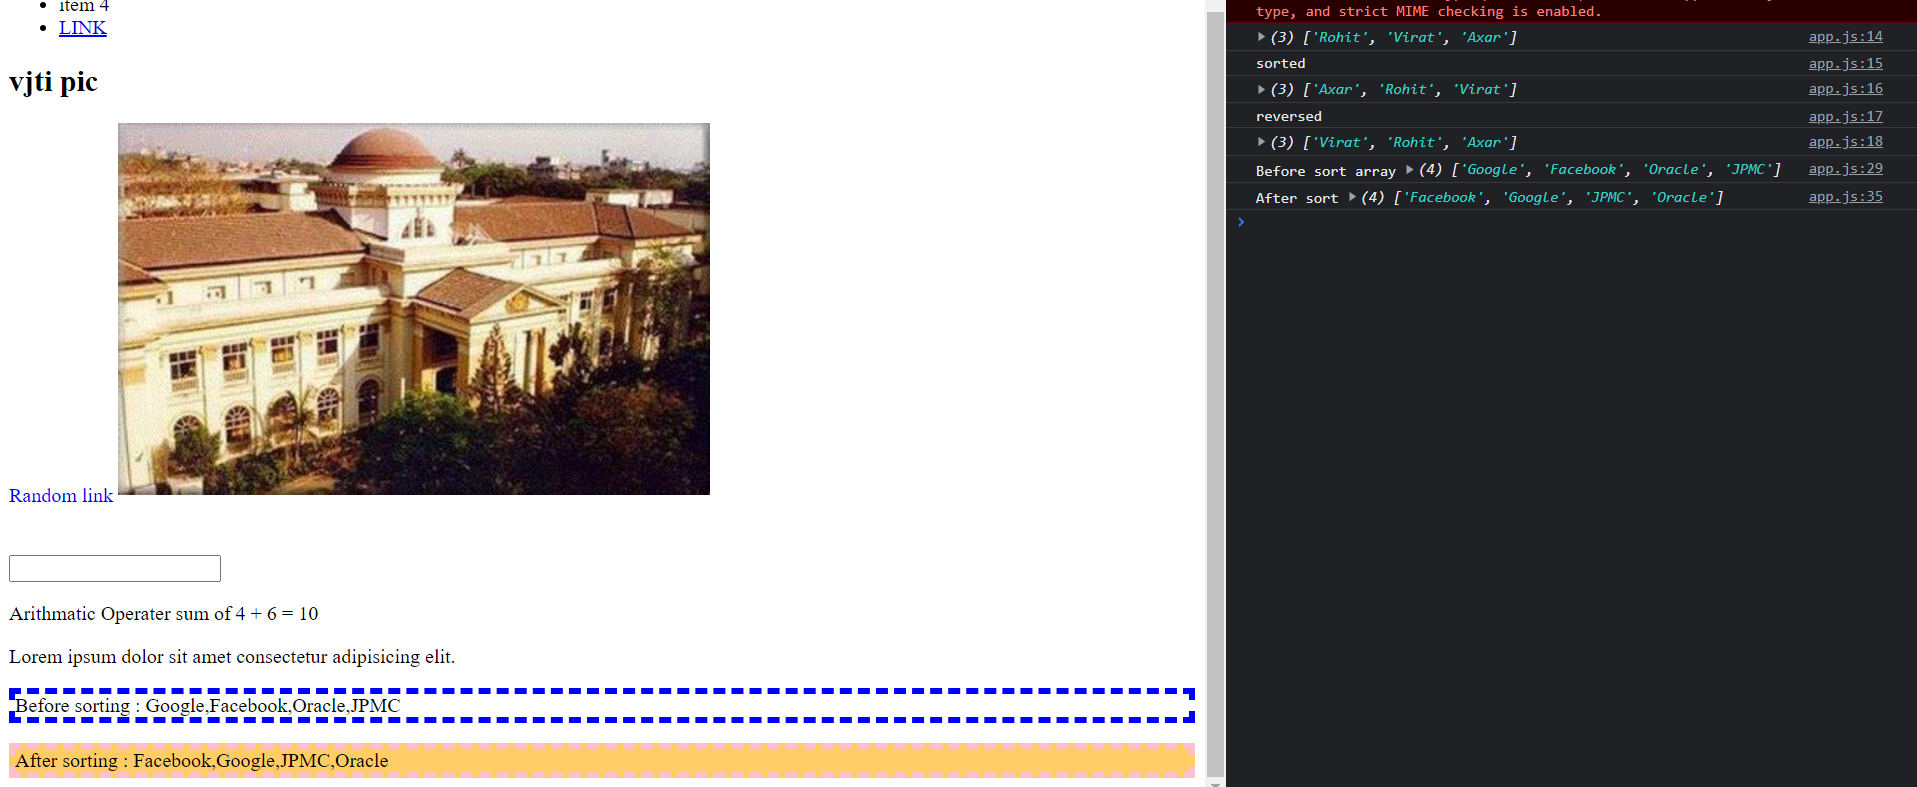 item 4
LINK
vjti pic
Random link
Arithmatic Operater sum of 4 + 6 = 10
Lorem ipsum dolor sit amet consectetur adipisicing elit.
Before sorting : Google,Facebook,Oracle,JPMC
After sorting : Facebook,Google,JPMC,Oracle
type, and strict MIME checking is enabled.
(3) ['Rohit', 'Virat', 'Axar'] app.js:14
sorted app.js:15
(3) ['Axar', 'Rohit', 'Virat'] app.js:16
reversed app.js:17
(3) ['Virat', 'Rohit', 'Axar'] app.js:18
Before sort array (4) ['Google', 'Facebook', 'Oracle', 'JPMC'] app.js:29
After sort (4) ['Facebook', 'Google', 'JPMC', 'Oracle'] app.js:35